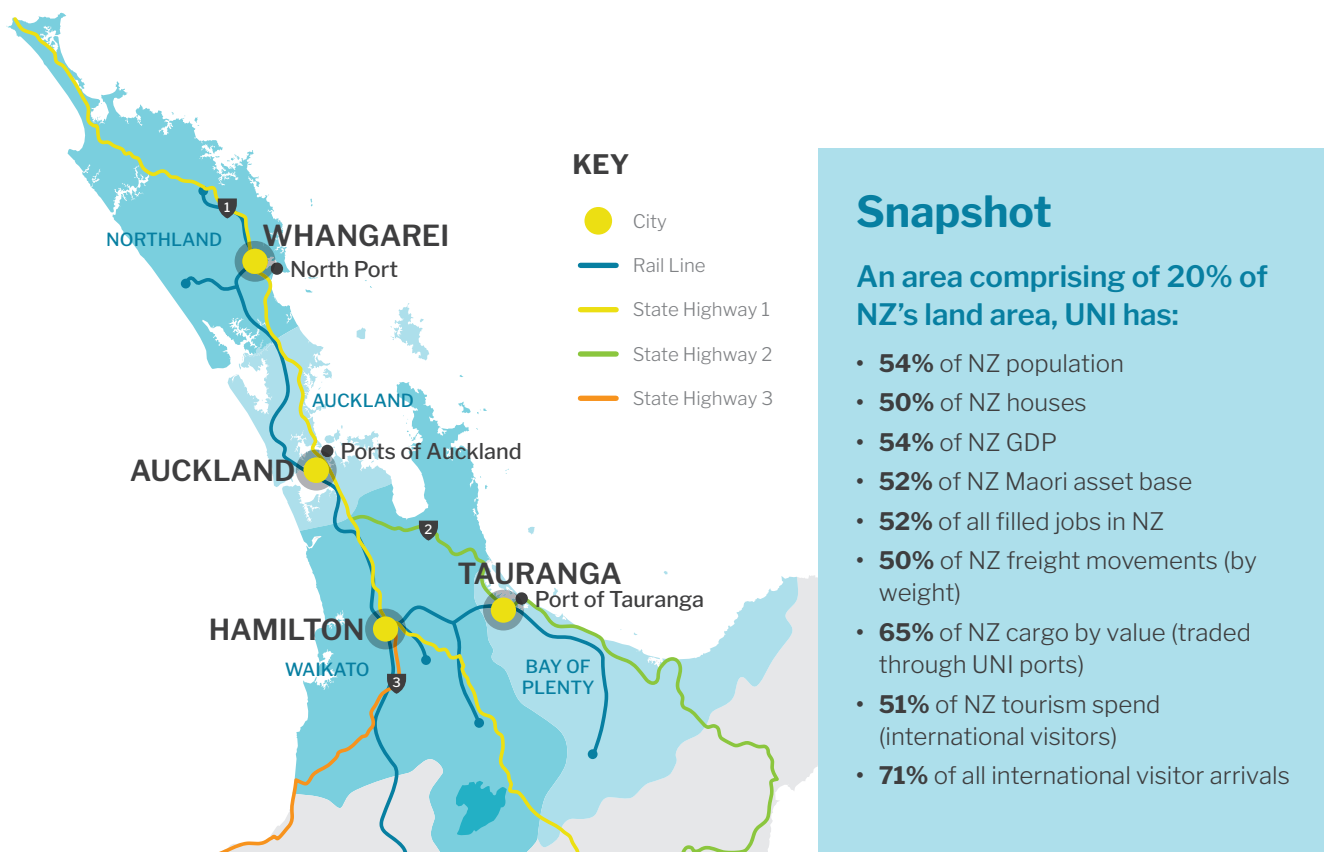 KEY
City
Rail Line
State Highway 1
State Highway 2
State Highway 3
1
NORTHLAND
WHANGAREI
North Port
AUCKLAND
Ports of Auckland
AUCKLAND
2
TAURANGA
Port of Tauranga
HAMILTON
WAIKATO
3
BAY OF
PLENTY
Snapshot
An area comprising of 20% of
NZ's land area, UNI has:
• 54% of NZ population
• 50% of NZ houses
• 54% of NZ GDP
• 52% of NZ Maori asset base
• 52% of all filled jobs in NZ
• 50% of NZ freight movements (by
weight)
• 65% of NZ cargo by value (traded
through UNI ports)
• 51% of NZ tourism spend
(international visitors)
• 71% of all international visitor arrivals